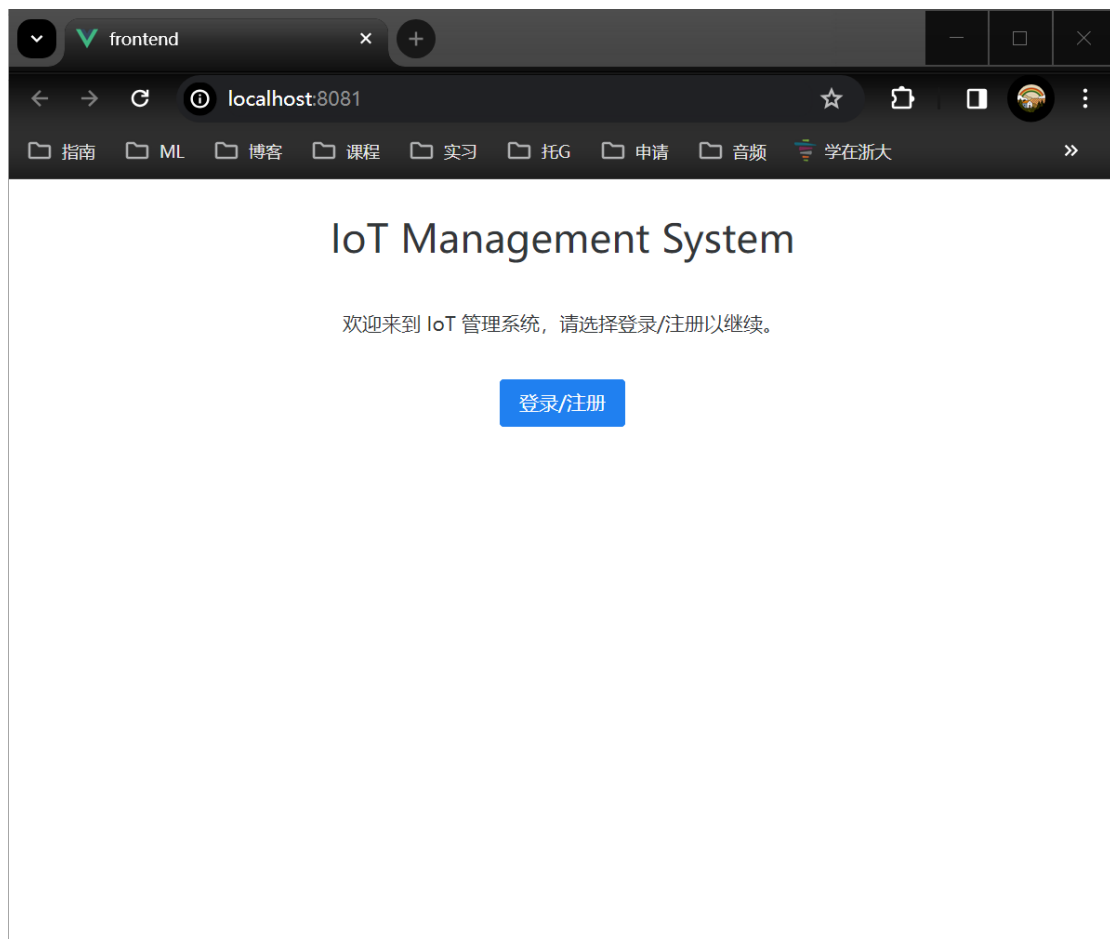 frontend
localhost:8081
指南 ML 博客 课程 实习 托G 申请 音频 学在浙大
IoT Management System
欢迎来到 IoT 管理系统，请选择登录/注册以继续。
登录/注册